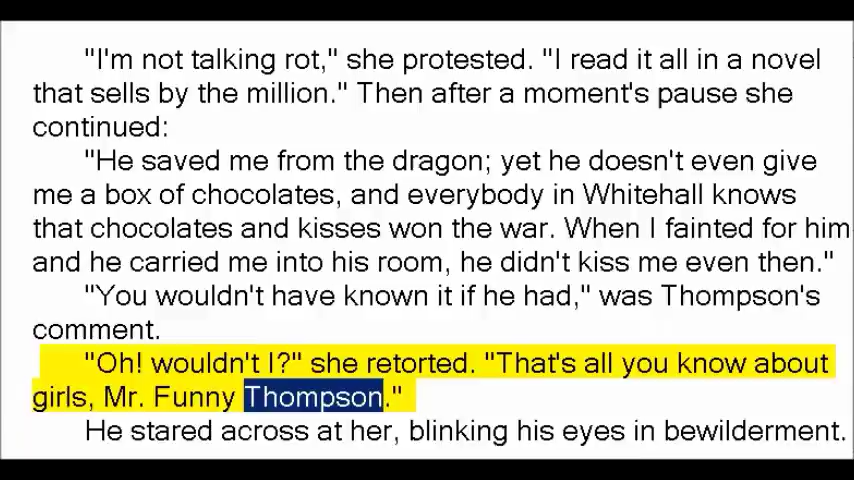 "I'm not talking rot," she protested. "I read it all in a novel
that sells by the million." Then after a moment's pause she
continued:
"He saved me from the dragon; yet he doesn't even give
me a box of chocolates, and everybody in Whitehall knows
that chocolates and kisses won the war. When I fainted for him
and he carried me into his room, he didn't kiss me even then."
"You wouldn't have known it if he had," was Thompson's
comment.
"Oh! wouldn't I?" she retorted. "That's all you know about
girls, Mr. Funny Thompson."
He stared across at her, blinking his eyes in bewilderment.